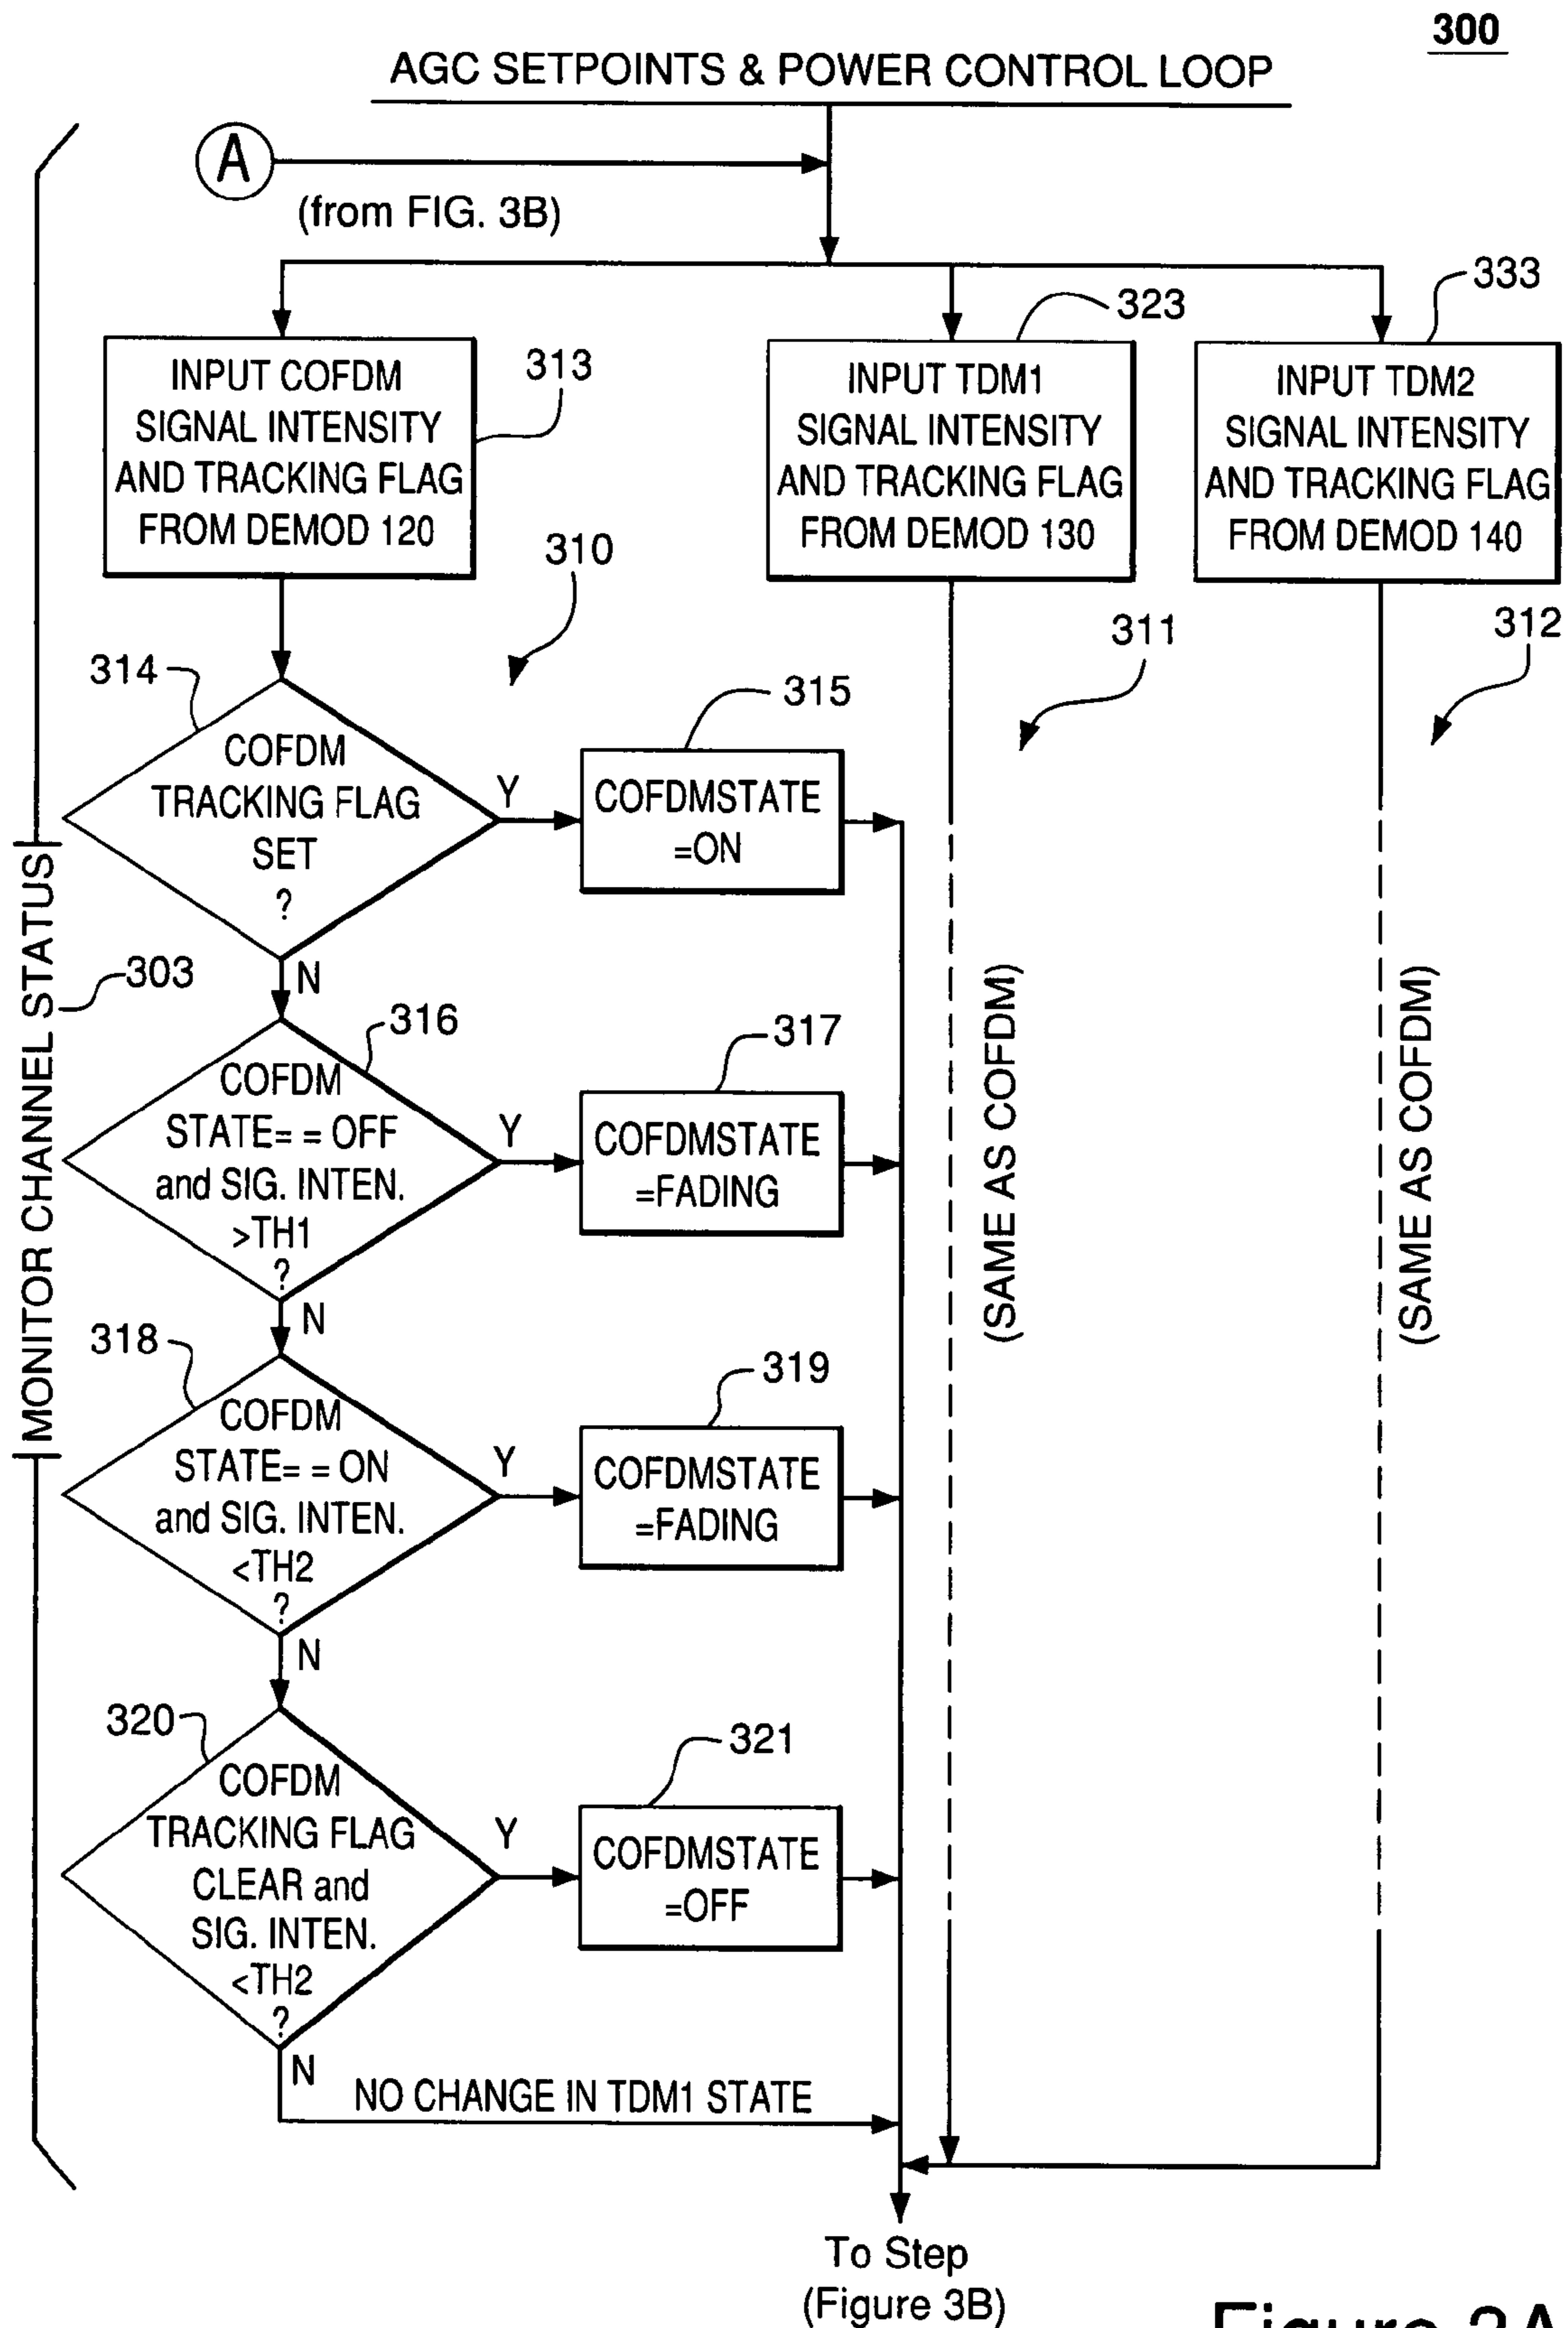 300
AGC SETPOINTS & POWER CONTROL LOOP
A
(from FIG. 3B)
333
323
INPUT COFDM
SIGNAL INTENSITY
AND TRACKING FLAG
FROM DEMOD 120
313
INPUT TDM1
SIGNAL INTENSITY
AND TRACKING FLAG
FROM DEMOD 130
INPUT TDM2
SIGNAL INTENSITY
AND TRACKING FLAG
FROM DEMOD 140
310
311
312
314
COFDM
TRACKING FLAG
SET
?
Y
315
COFDMSTATE
=ON
N
MONITOR CHANNEL STATUS
303
316
COFDM
STATE= = OFF
and SIG. INTEN.
>TH1
?
Y
317
COFDMSTATE
=FADING
N
(SAME AS COFDM)
(SAME AS COFDM)
318
COFDM
STATE= = ON
and SIG. INTEN.
<TH2
?
Y
319
COFDMSTATE
=FADING
N
320
COFDM
TRACKING FLAG
CLEAR and
SIG. INTEN.
<TH2
?
Y
321
COFDMSTATE
=OFF
N
NO CHANGE IN TDM1 STATE
To Step
(Figure 3B)
Figure 3A